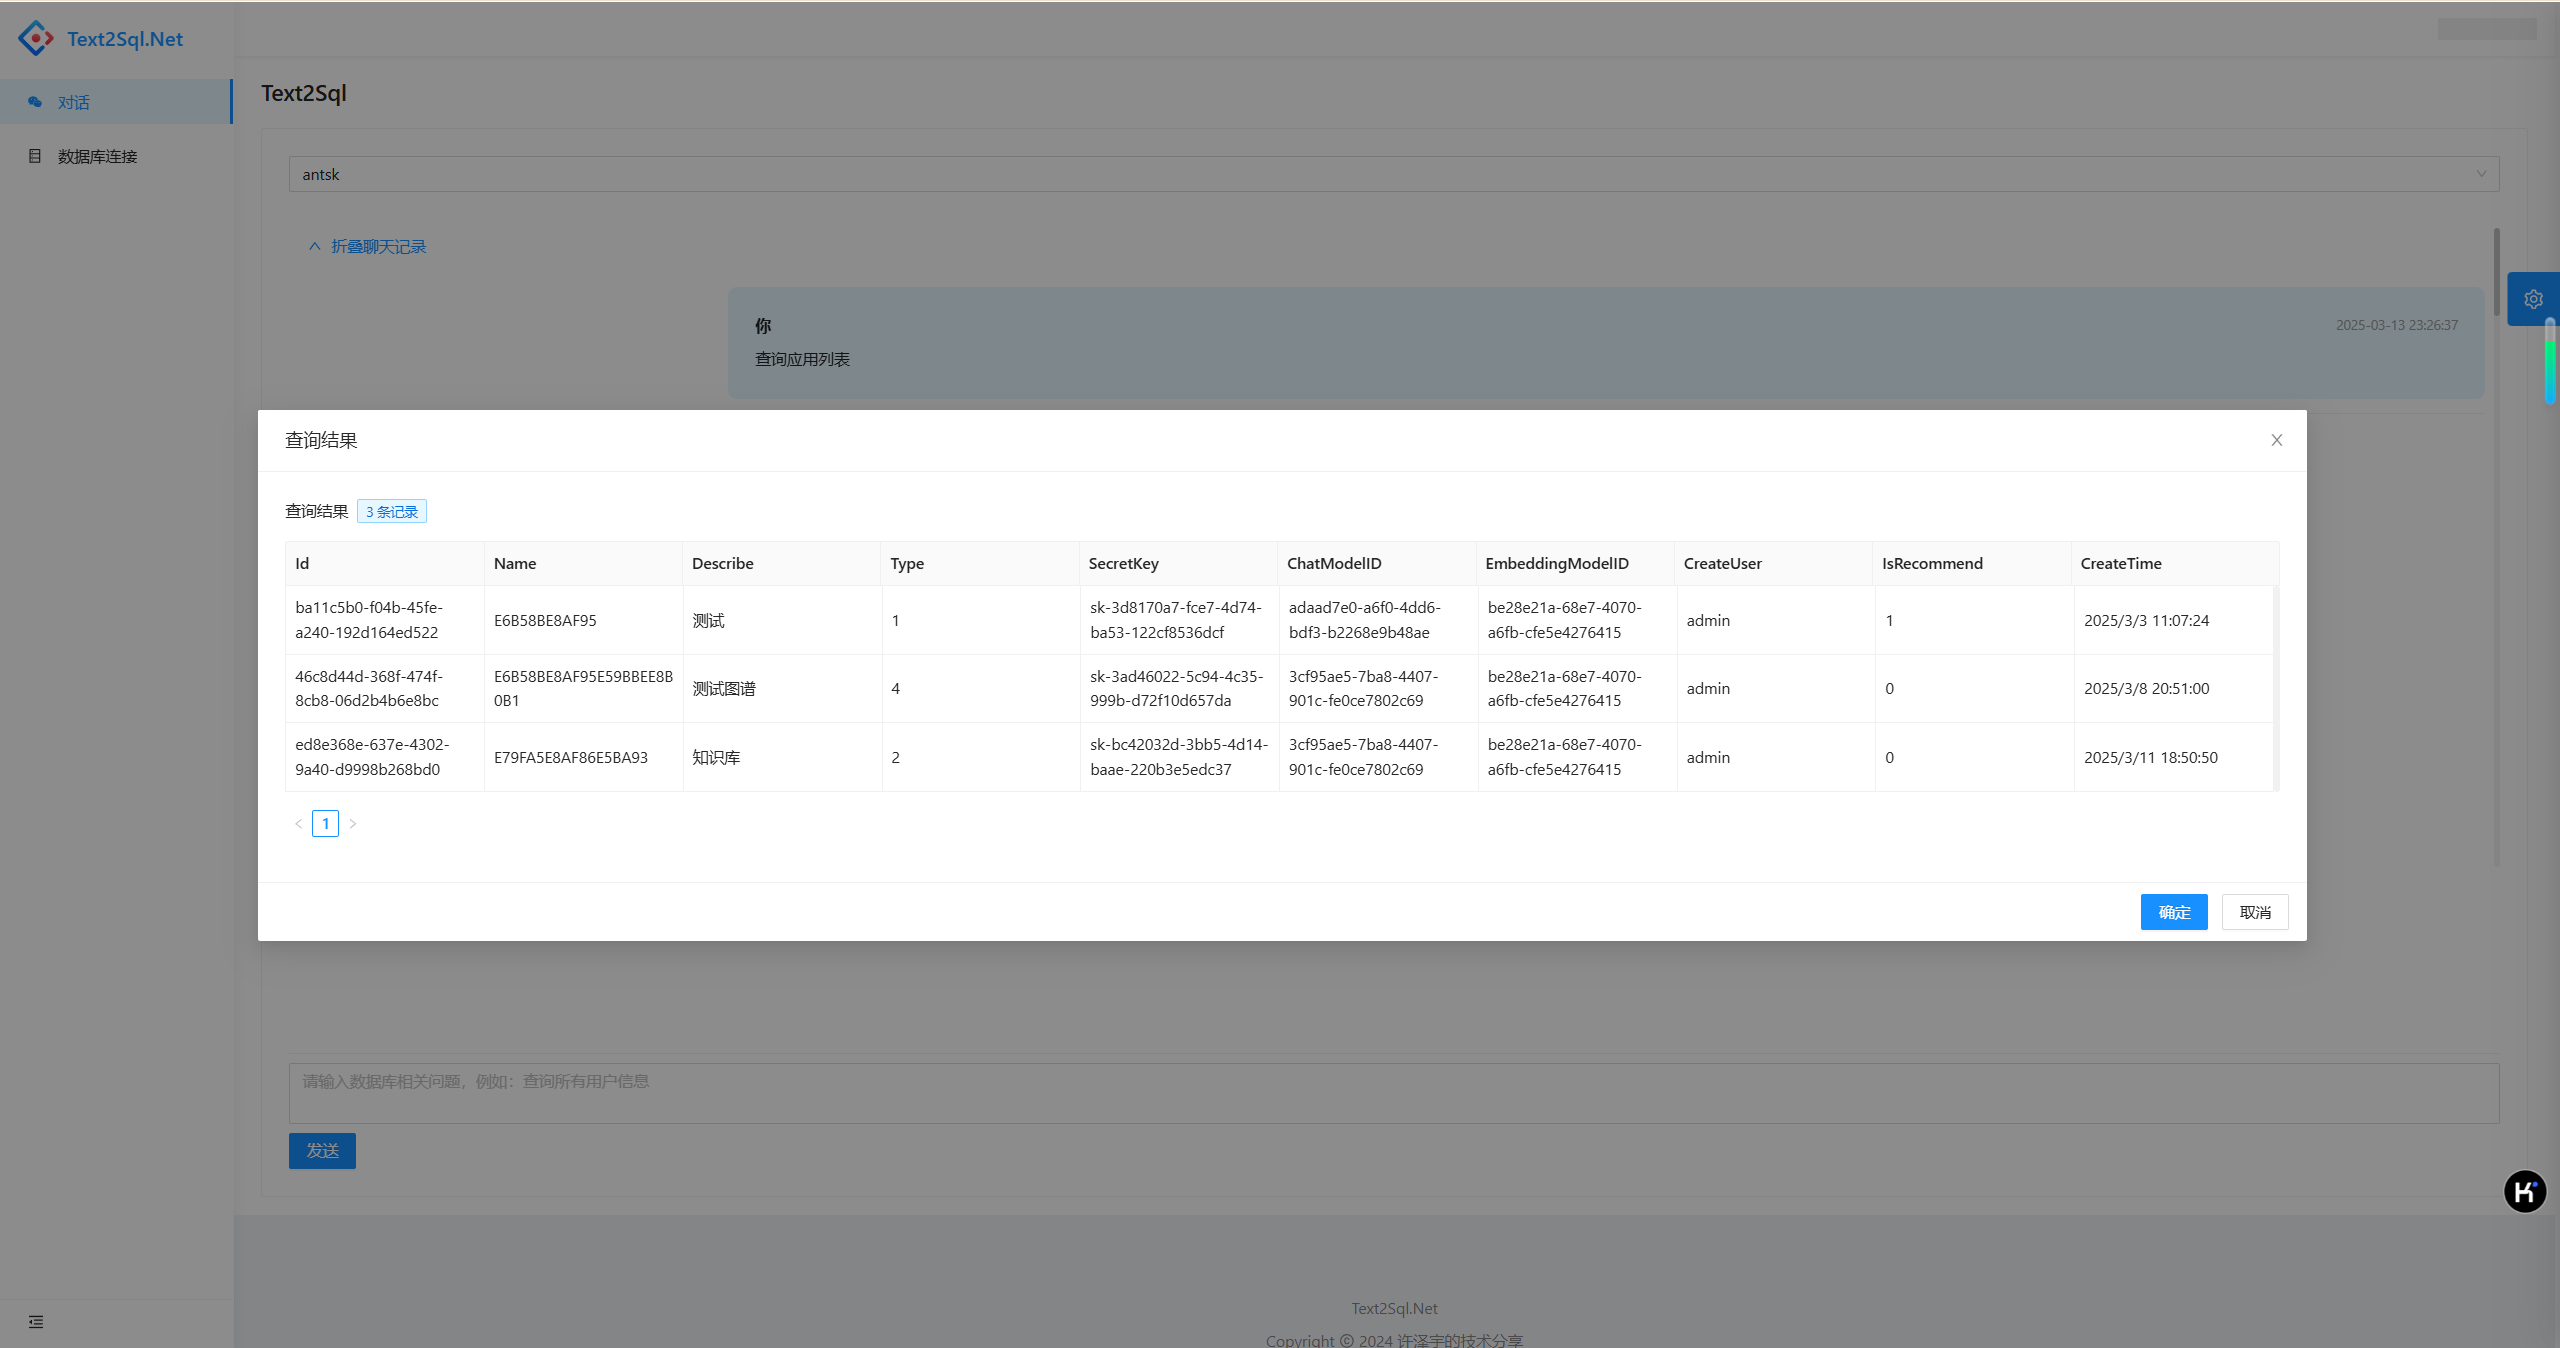 Text2Sql.Net
对话
数据库连接
Text2Sql
antsk
折叠聊天记录
你
2025-03-13 23:26:37
查询应用列表
查询结果
查询结果 3 条记录
Id Name Describe Type SecretKey ChatModelID EmbeddingModelID CreateUser IsRecommend CreateTime
ba11c5b0-f04b-45fe-
a240-192d164ed522
E6B58BE8AF95
测试
1
sk-3d8170a7-fce7-4d74-
ba53-122cf8536dcf
adaad7e0-a6f0-4dd6-
bdf3-b2268e9b48ae
be28e21a-68e7-4070-
a6fb-cfe5e4276415
admin
1
2025/3/3 11:07:24
46c8d44d-368f-474f-
8cb8-06d2b4b6e8bc
E6B58BE8AF95E59BBEE8B
0B1
测试图谱
4
sk-3ad46022-5c94-4c35-
999b-d72f10d657da
3cf95ae5-7ba8-4407-
901c-fe0ce7802c69
be28e21a-68e7-4070-
a6fb-cfe5e4276415
admin
0
2025/3/8 20:51:00
ed8e368e-637e-4302-
9a40-d9998b268bd0
E79FA5E8AF86E5BA93
知识库
2
sk-bc42032d-3bb5-4d14-
baae-220b3e5edc37
3cf95ae5-7ba8-4407-
901c-fe0ce7802c69
be28e21a-68e7-4070-
a6fb-cfe5e4276415
admin
0
2025/3/11 18:50:50
1
确定 取消
请输入数据库相关问题，例如：查询所有用户信息
发送
Text2Sql.Net
Copyright © 2024 许泽宇的技术分享